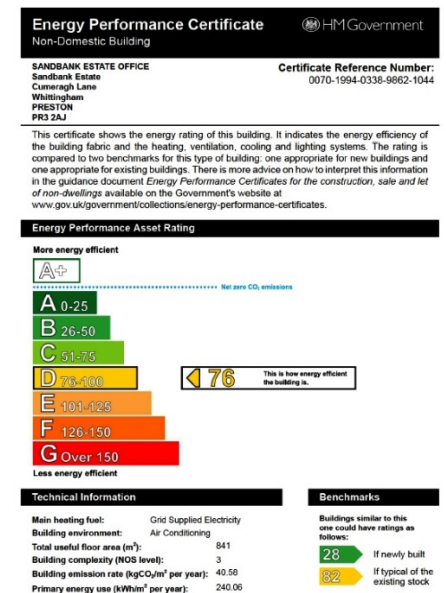 Energy Performance Certificate
HM Government
Non-Domestic Building
SANDBANK ESTATE OFFICE
Sandbank Estate
Cumeragh Lane
Whittingham
PRESTON
PR3 2AJ
Certificate Reference Number:
0070-1994-0338-9862-1044
This certificate shows the energy rating of this building. It indicates the energy efficiency of
the building fabric and the heating, ventilation, cooling and lighting systems. The rating is
compared to two benchmarks for this type of building: one appropriate for new buildings and
one appropriate for existing buildings. There is more advice on how to interpret this information
in the guidance document Energy Performance Certificates for the construction, sale and let
of non-dwellings available on the Government's website at
www.gov.uk/government/collections/energy-performance-certificates.
Energy Performance Asset Rating
More energy efficient
A+
Net zero CO₂ emissions
A 0-25
B 26-50
C 51-75
D 76-100
76
This is how energy efficient
the building is.
E 101-125
F 126-150
G Over 150
Less energy efficient
Technical Information
Main heating fuel: Grid Supplied Electricity
Building environment: Air Conditioning
Total useful floor area (m²): 841
Building complexity (NOS level): 3
Building emission rate (kgCO₂/m² per year): 40.58
Primary energy use (kWh/m² per year): 240.06
Benchmarks
Buildings similar to this
one could have ratings as
follows:
28 If newly built
82 If typical of the
existing stock